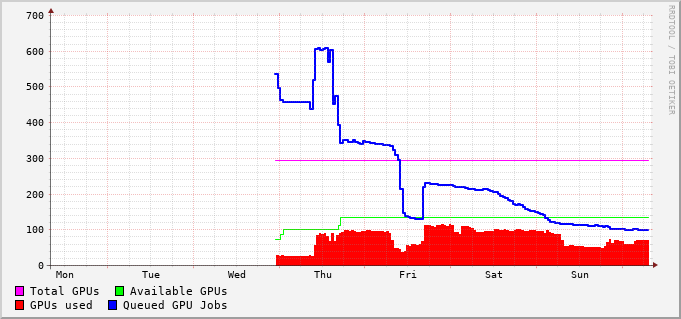 700
600
500
400
300
200
100
0
Mon Tue Wed Thu Fri Sat Sun
Total GPUs Available GPUs
GPUs used Queued GPU Jobs
RRDTOOL / TOBI OETIKER